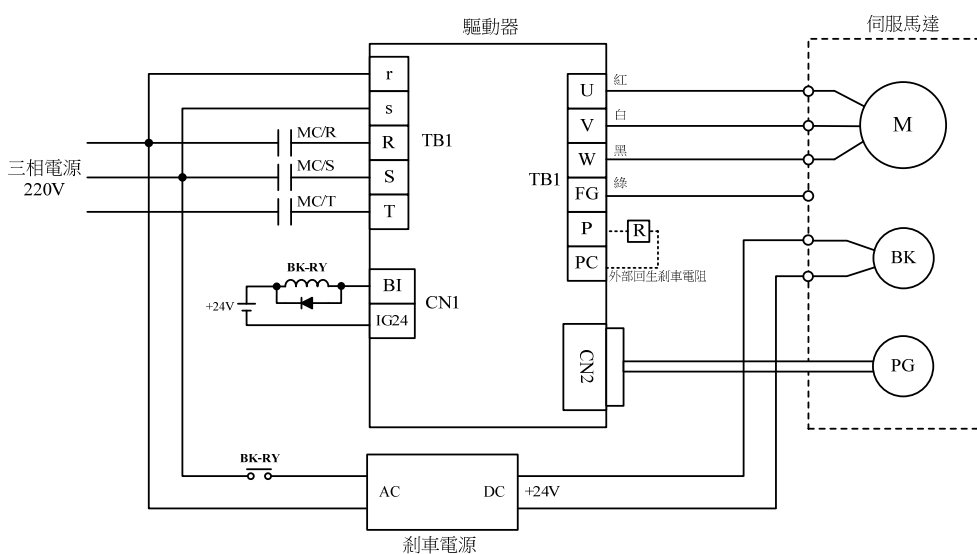 伺服馬達
驅動器
r
s
R
S
T
TB1
MC/R
MC/S
MC/T
三相電源
220V
U
V
W
FG
P
PC
TB1
紅
白
黑
綠
R
外部回生剎車電阻
M
BK
PG
BK-RY
+24V
BI
IG24
CN1
CN2
BK-RY
AC
DC
+24V
剎車電源